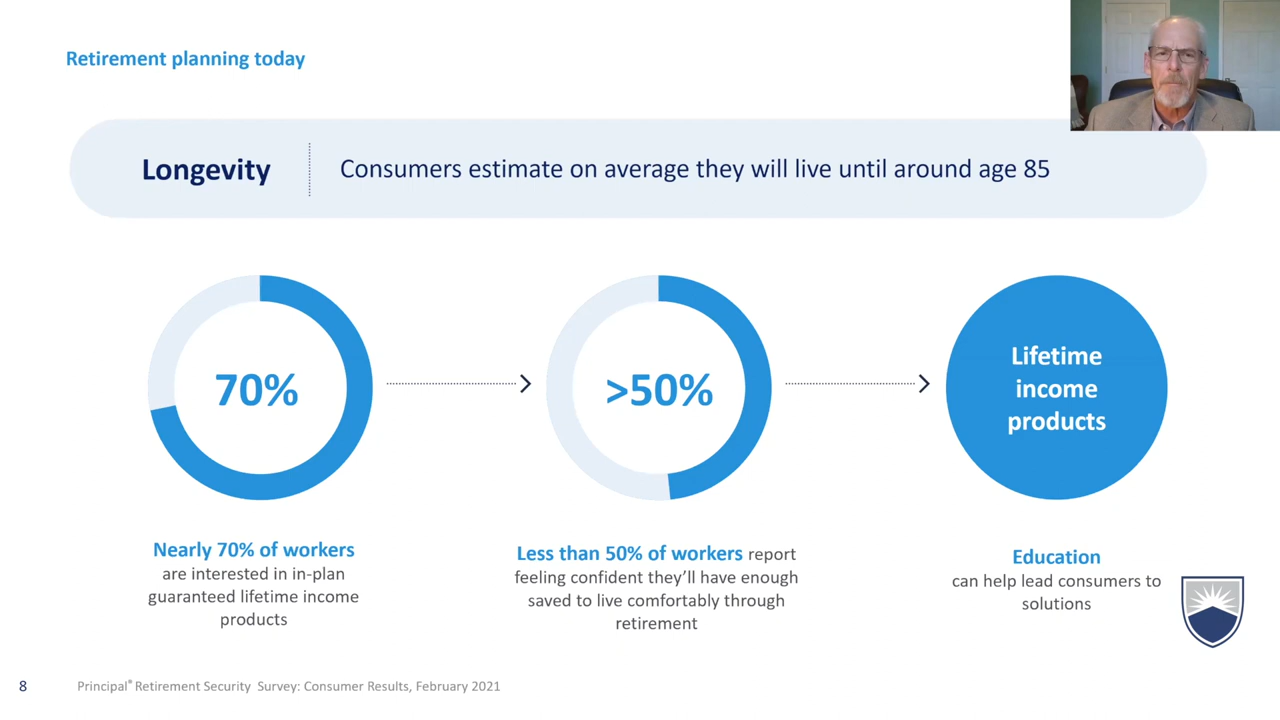 Retirement planning today
Longevity
Consumers estimate on average they will live until around age 85
70%
>50%
Lifetime
income
products
Nearly 70% of workers
are interested in in-plan
guaranteed lifetime income
products
Less than 50% of workers report
feeling confident they'll have enough
saved to live comfortably through
retirement
Education
can help lead consumers to
solutions
8
Principal® Retirement Security Survey: Consumer Results, February 2021